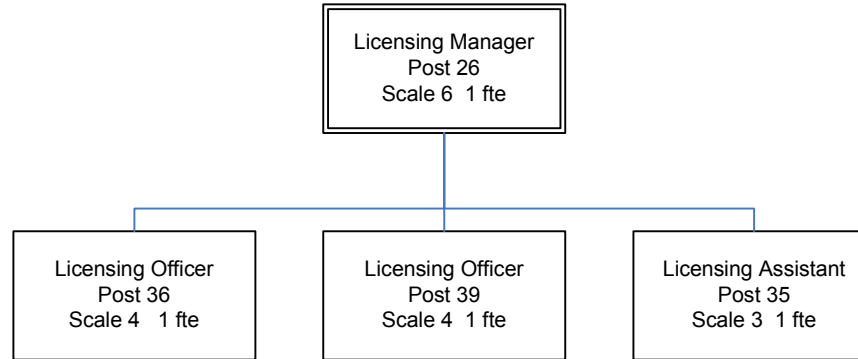 Licensing Manager
Post 26
Scale 6  1 fte
Licensing Officer
Post 36
Scale 4   1 fte
Licensing Officer
Post 39
Scale 4  1 fte
Licensing Assistant
Post 35
Scale 3  1 fte